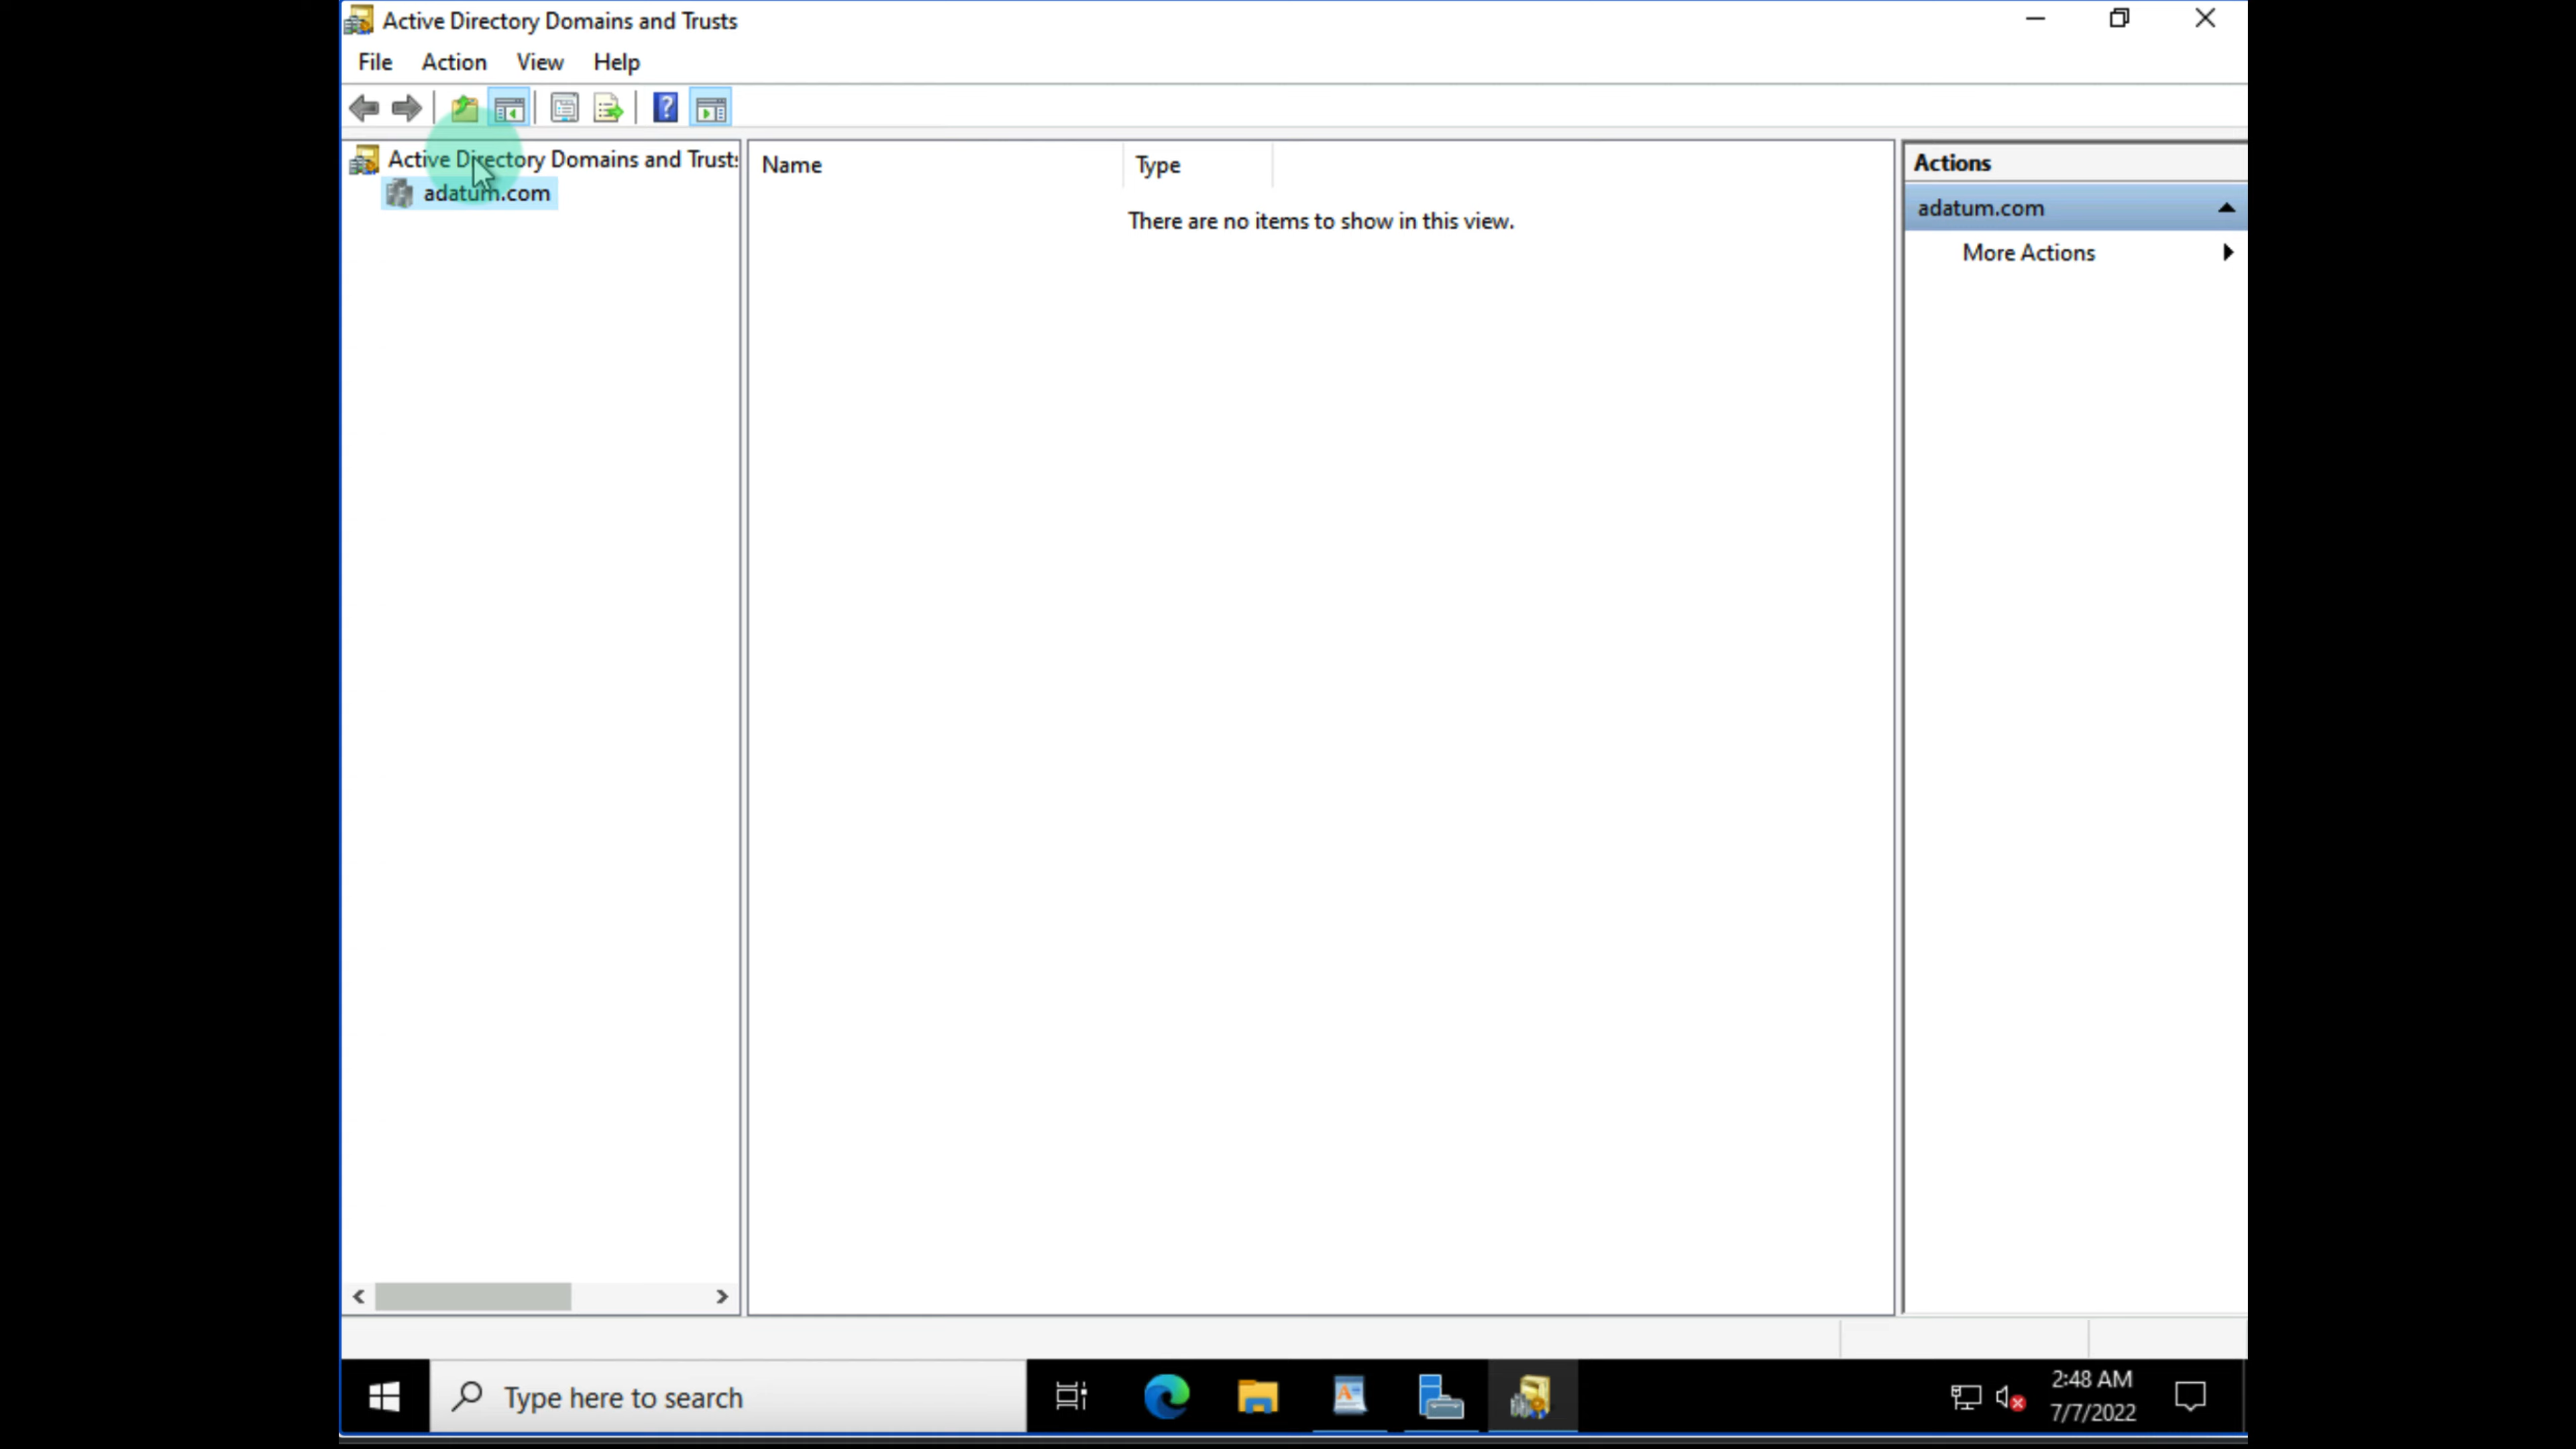 Active Directory Domains and Trusts
File Action View Help
Active Directory Domains and Trusts
adatum.com
Name Type
There are no items to show in this view.
Actions
adatum.com
More Actions
Type here to search
2:48 AM
7/7/2022